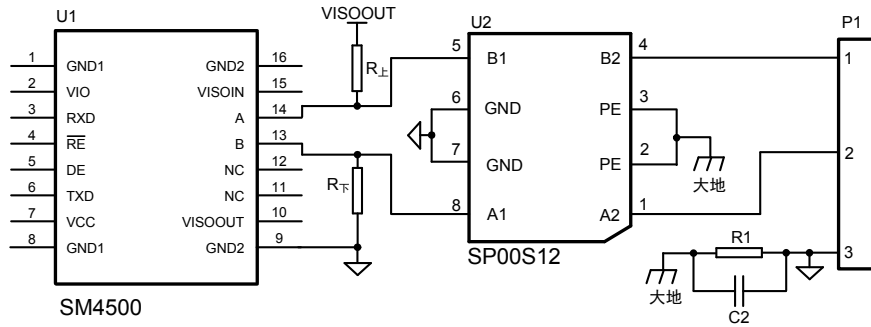 U1
VISOOUT
U2
P1
1 GND1 GND2 16
2 VIO VISOIN 15
3 RXD A 14
4 RE B 13
5 DE NC 12
6 TXD NC 11
7 VCC VISOOUT 10
8 GND1 GND2 9
SM4500
R上
R下
5 B1 B2 4
6 GND PE 3
7 GND PE 2
8 A1 A2 1
SP00S12
大地
1
2
3
R1
大地
C2